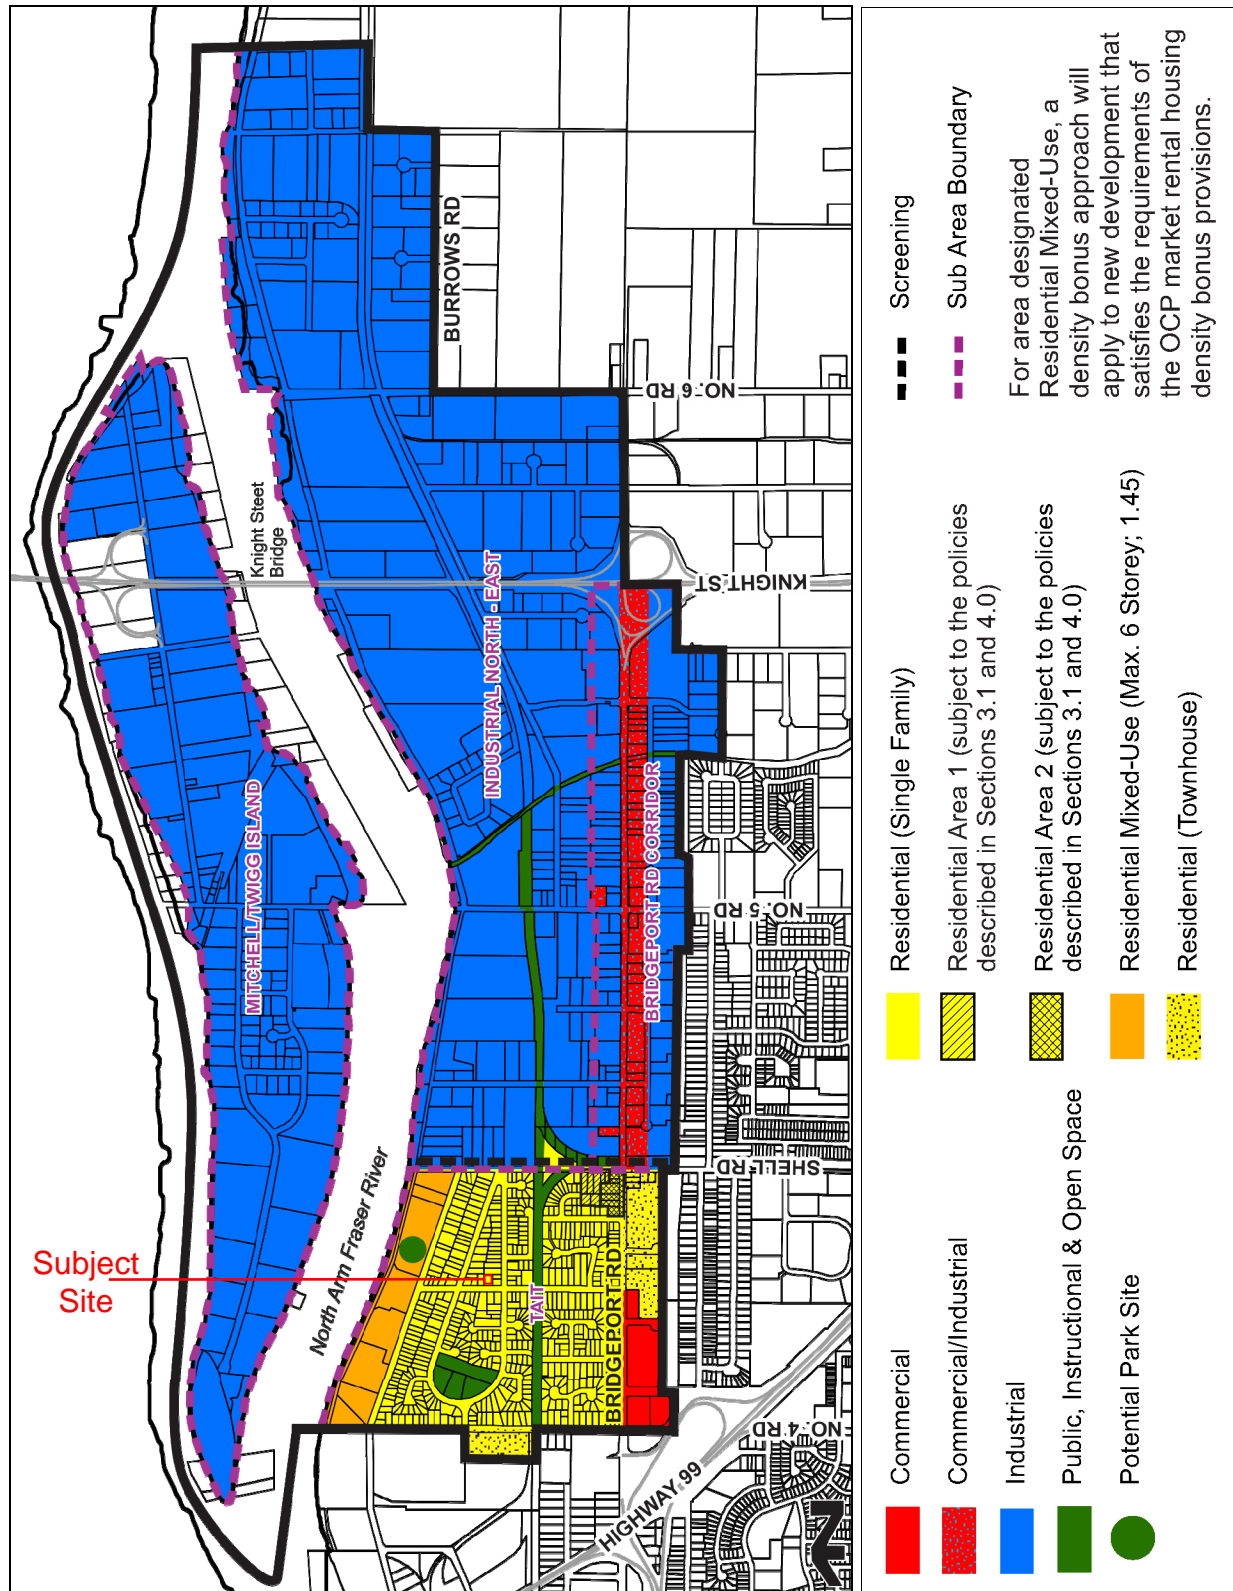 Subject
Site
MITCHELL/TWIGG ISLAND
North Arm Fraser River
Knight Steet
Bridge
INDUSTRIAL NORTH - EAST
BURROWS RD
NO. 6 RD
KNIGHT ST
BRIDGEPORT RD CORRIDOR
NO. 5 RD
SHELL RD
TAIT
BRIDGEPORT RD
NO. 4 RD
HIGHWAY 99
N
Commercial
Commercial/Industrial
Industrial
Public, Instructional & Open Space
Potential Park Site
Residential (Single Family)
Residential Area 1 (subject to the policies
described in Sections 3.1 and 4.0)
Residential Area 2 (subject to the policies
described in Sections 3.1 and 4.0)
Residential Mixed-Use (Max. 6 Storey; 1.45)
Residential (Townhouse)
Screening
Sub Area Boundary
For area designated
Residential Mixed-Use, a
density bonus approach will
apply to new development that
satisfies the requirements of
the OCP market rental housing
density bonus provisions.